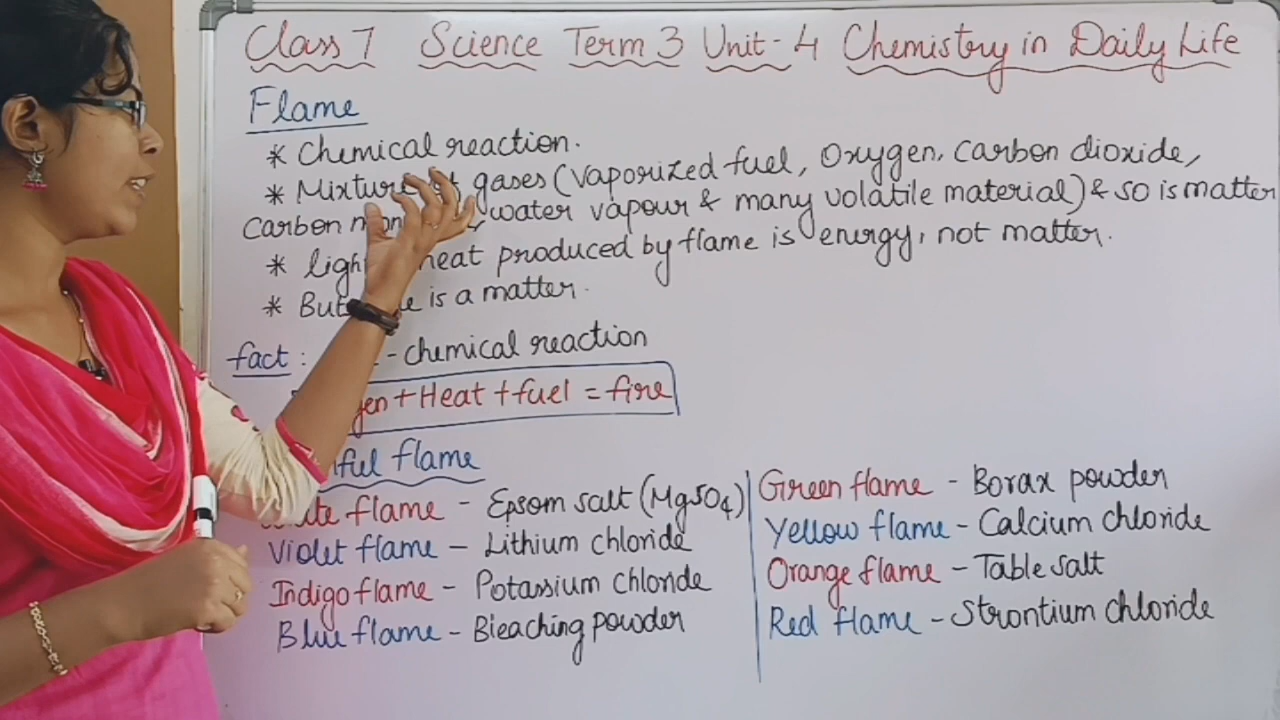 Class 7 Science Term 3 Unit-4 Chemistry in Daily Life
Flame
* Chemical reaction.
* Mixture gases (vaporized fuel, Oxygen, carbon dioxide,
Carbon water vapour & many volatile material) & so is matter
* light heat produced by flame is energy, not matter.
* But is a matter.
fact : - chemical reaction
+ Heat + fuel = fire
flame
flame - Epsom salt (MgSO4)
Violet flame - Lithium chloride
Indigo flame - Potassium chloride
Blue flame - Bleaching powder
Green flame - Borax powder
Yellow flame - Calcium chloride
Orange flame - Table salt
Red flame - Strontium chloride